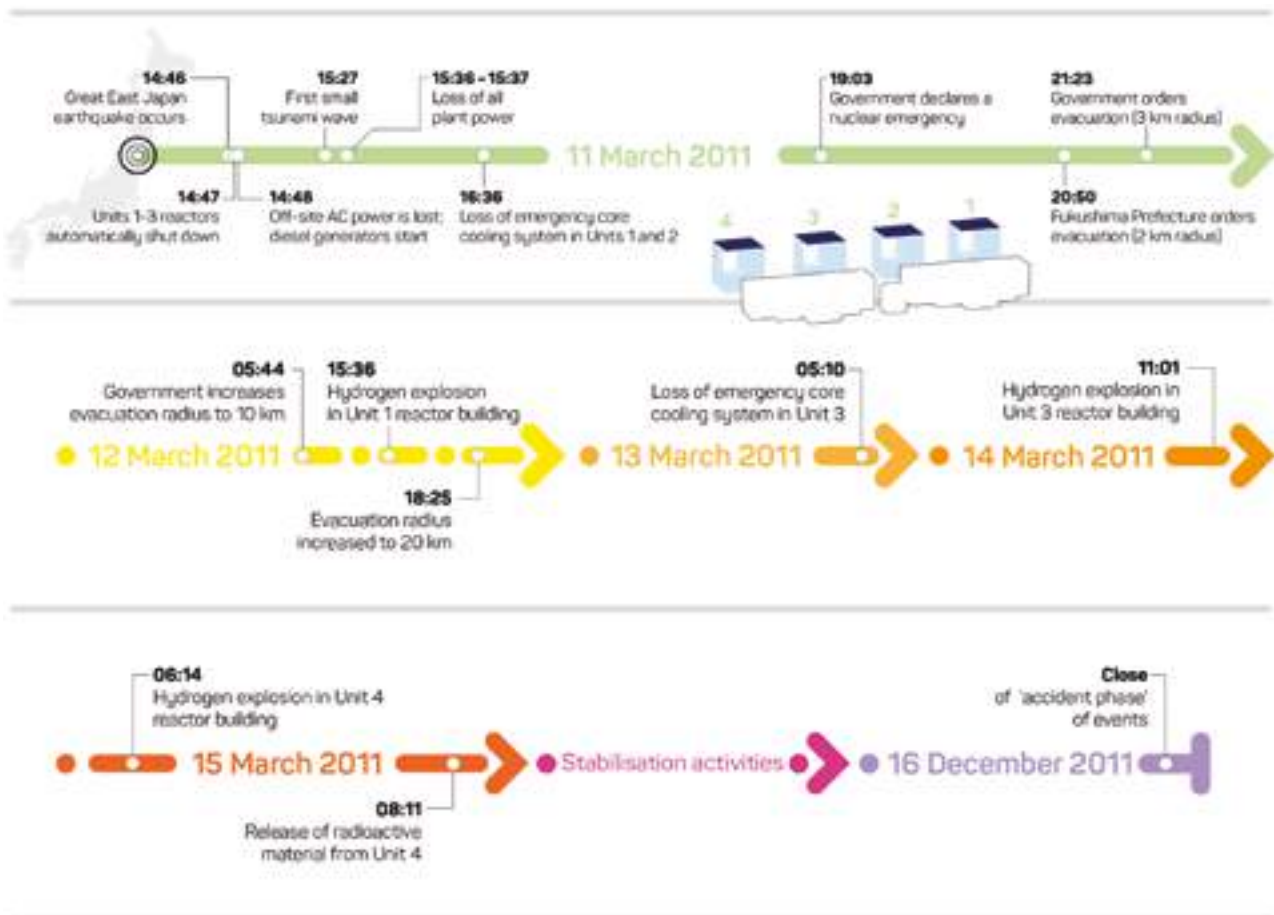 14:46
Great East Japan
earthquake occurs
15:27
First small
tsunami wave
15:36 - 15:37
Loss of all
plant power
19:03
Government declares a
nuclear emergency
21:23
Government orders
evacuation (3 km radius)
11 March 2011
14:47
Units 1-3 reactors
automatically shut down
14:48
Off-site AC power is lost;
diesel generators start
16:36
Loss of emergency core
cooling system in Units 1 and 2
20:50
Fukushima Prefecture orders
evacuation (2 km radius)
4
3
2
1
05:44
Government increases
evacuation radius to 10 km
15:36
Hydrogen explosion
in Unit 1 reactor building
05:10
Loss of emergency core
cooling system in Unit 3
11:01
Hydrogen explosion in
Unit 3 reactor building
12 March 2011
13 March 2011
14 March 2011
18:25
Evacuation radius
increased to 20 km
06:14
Hydrogen explosion in Unit 4
reactor building
Close
of 'accident phase'
of events
15 March 2011
Stabilisation activities
16 December 2011
08:11
Release of radioactive
material from Unit 4